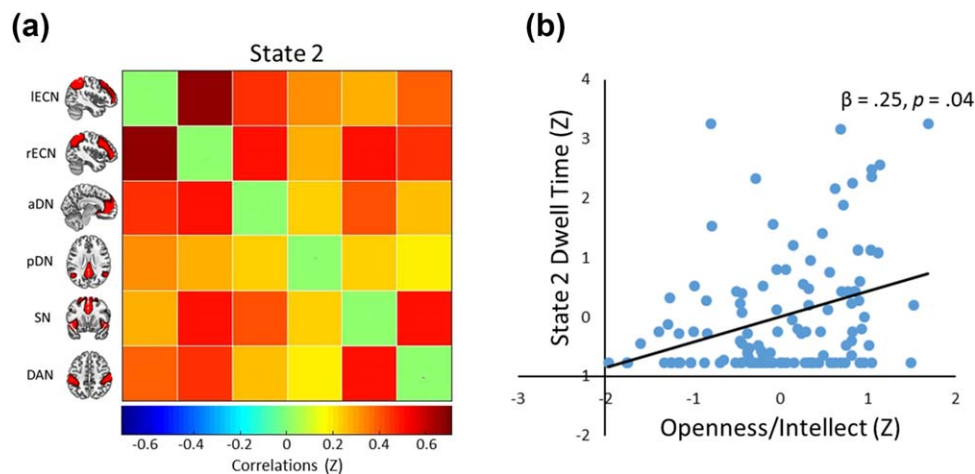 (a)
State 2
lECN
rECN
aDN
pDN
SN
DAN
-0.6 -0.4 -0.2 0 0.2 0.4 0.6
Correlations (Z)
(b)
State 2 Dwell Time (Z)
4
3
2
1
0
1
-2
β = .25, p = .04
-3 -2 -1 0 1 2
Openness/Intellect (Z)